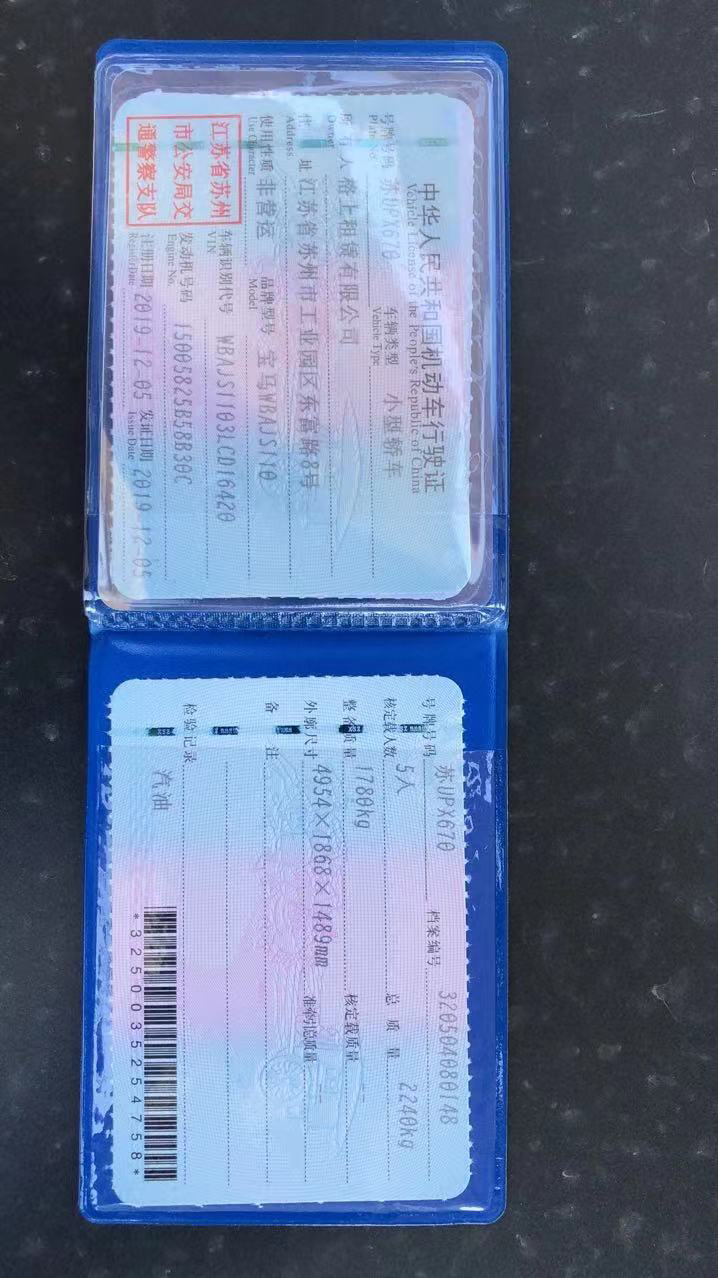 中华人民共和国机动车行驶证
Vehicle License of the People's Republic of China
号牌号码 苏UPX670 车辆类型 小型轿车
Plate No. Vehicle Type
所有人 上租赁有限公司
Owner
住 址 江苏省苏州市工业园区东富路8号
Address
使用性质 非营运 品牌型号 宝马WBAJS110
Use Character Model
江苏省苏州
市公安局交
通警察支队
车辆识别代号 WBAJS1103LCD16420
VIN
发动机号码 15005825B58B30C
Engine No.
注册日期 2019-12-05 发证日期 2019-12-05
Register Date Issue Date
号牌号码 苏UPX670 档案编号 320504080148
核定载人数 5人 总质量 2240kg
整备质量 1780kg 核定载质量
外廓尺寸 4954×1868×1489mm 准牵引总质量
备 注
检验记录
汽油
*3250035254758*